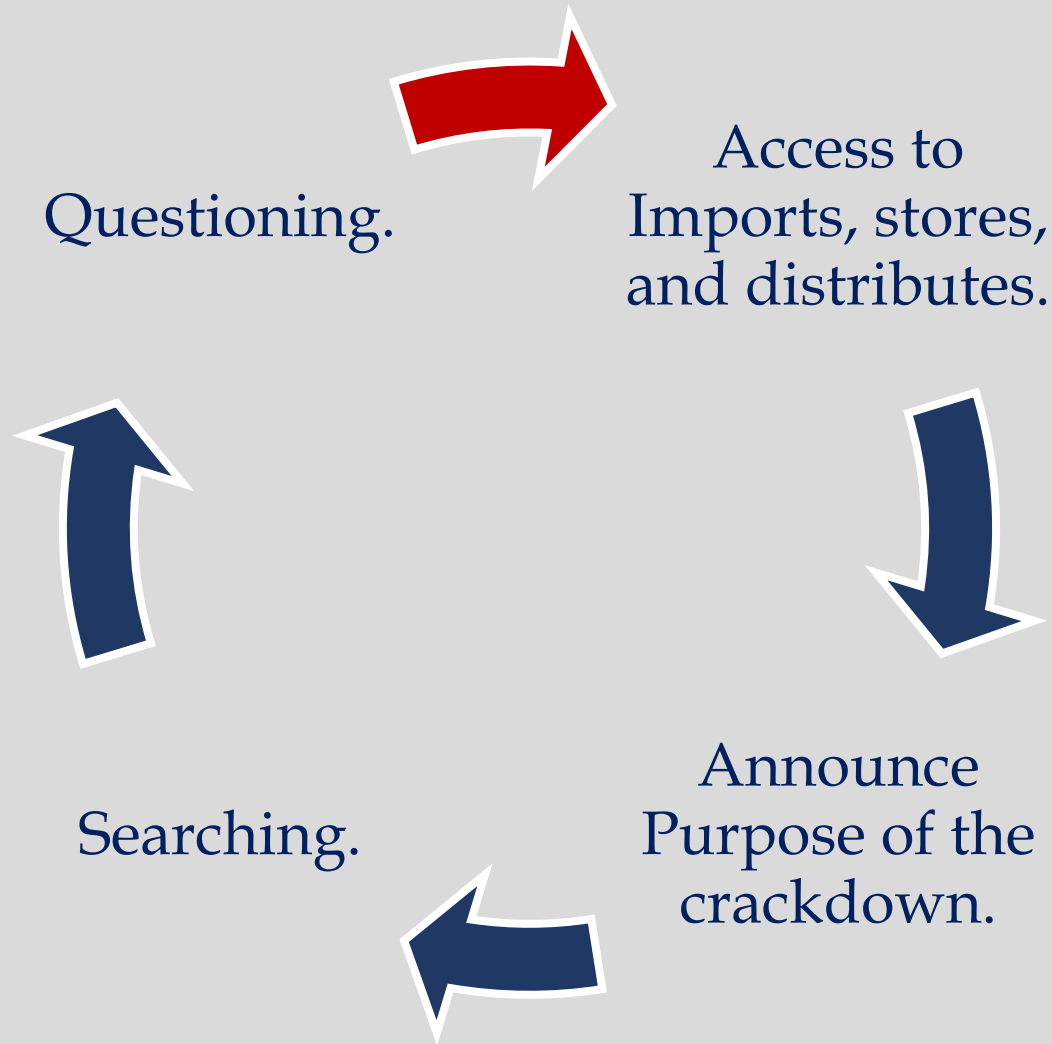 Questioning.
Access to
Imports, stores,
and distributes.
Searching.
Announce
Purpose of the
crackdown.